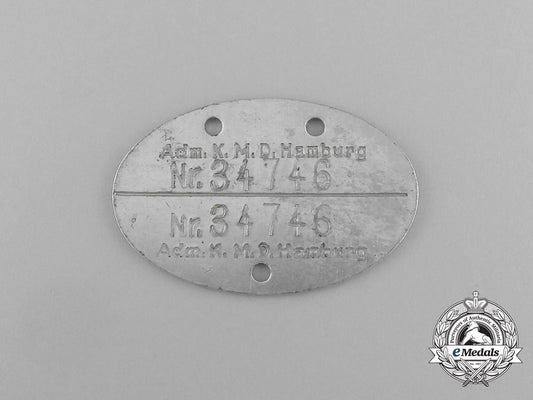 Adm. K. M. D. Hamburg
Nr. 34746
Nr. 34746
Adm. K. M. D. Hamburg
eMedals